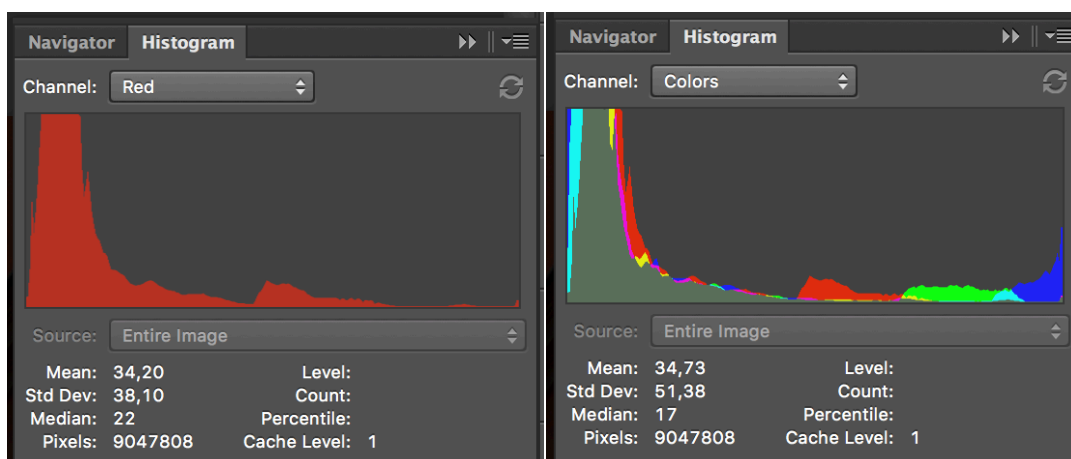 Navigator Histogram
Channel: Red
Source: Entire Image
Mean: 34,20 Level:
Std Dev: 38,10 Count:
Median: 22 Percentile:
Pixels: 9047808 Cache Level: 1
Navigator Histogram
Channel: Colors
Source: Entire Image
Mean: 34,73 Level:
Std Dev: 51,38 Count:
Median: 17 Percentile:
Pixels: 9047808 Cache Level: 1